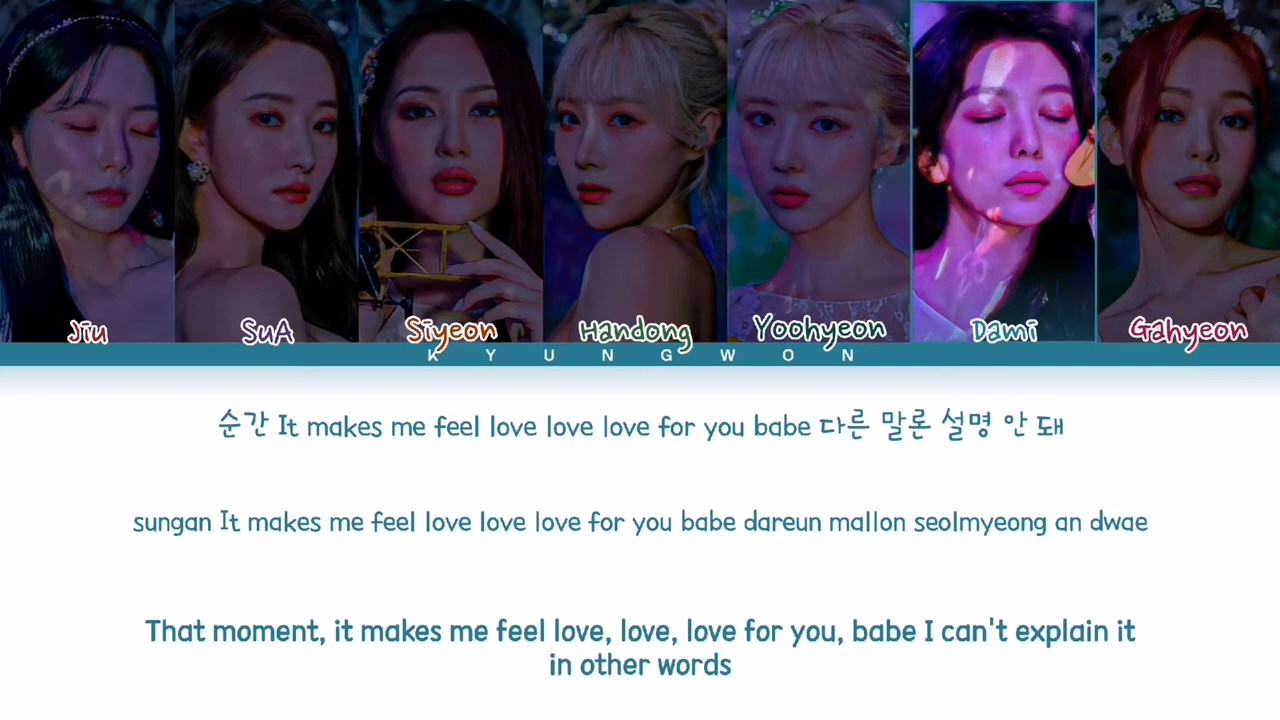 Jiu
SuA
Siyeon
Handong
Yoohyeon
Dami
Gahyeon
KYUNGWON
순간 It makes me feel love love love for you babe 다른 말론 설명 안 돼
sungan It makes me feel love love love for you babe dareun mallon seolmyeong an dwae
That moment, it makes me feel love, love, love for you, babe I can't explain it
in other words